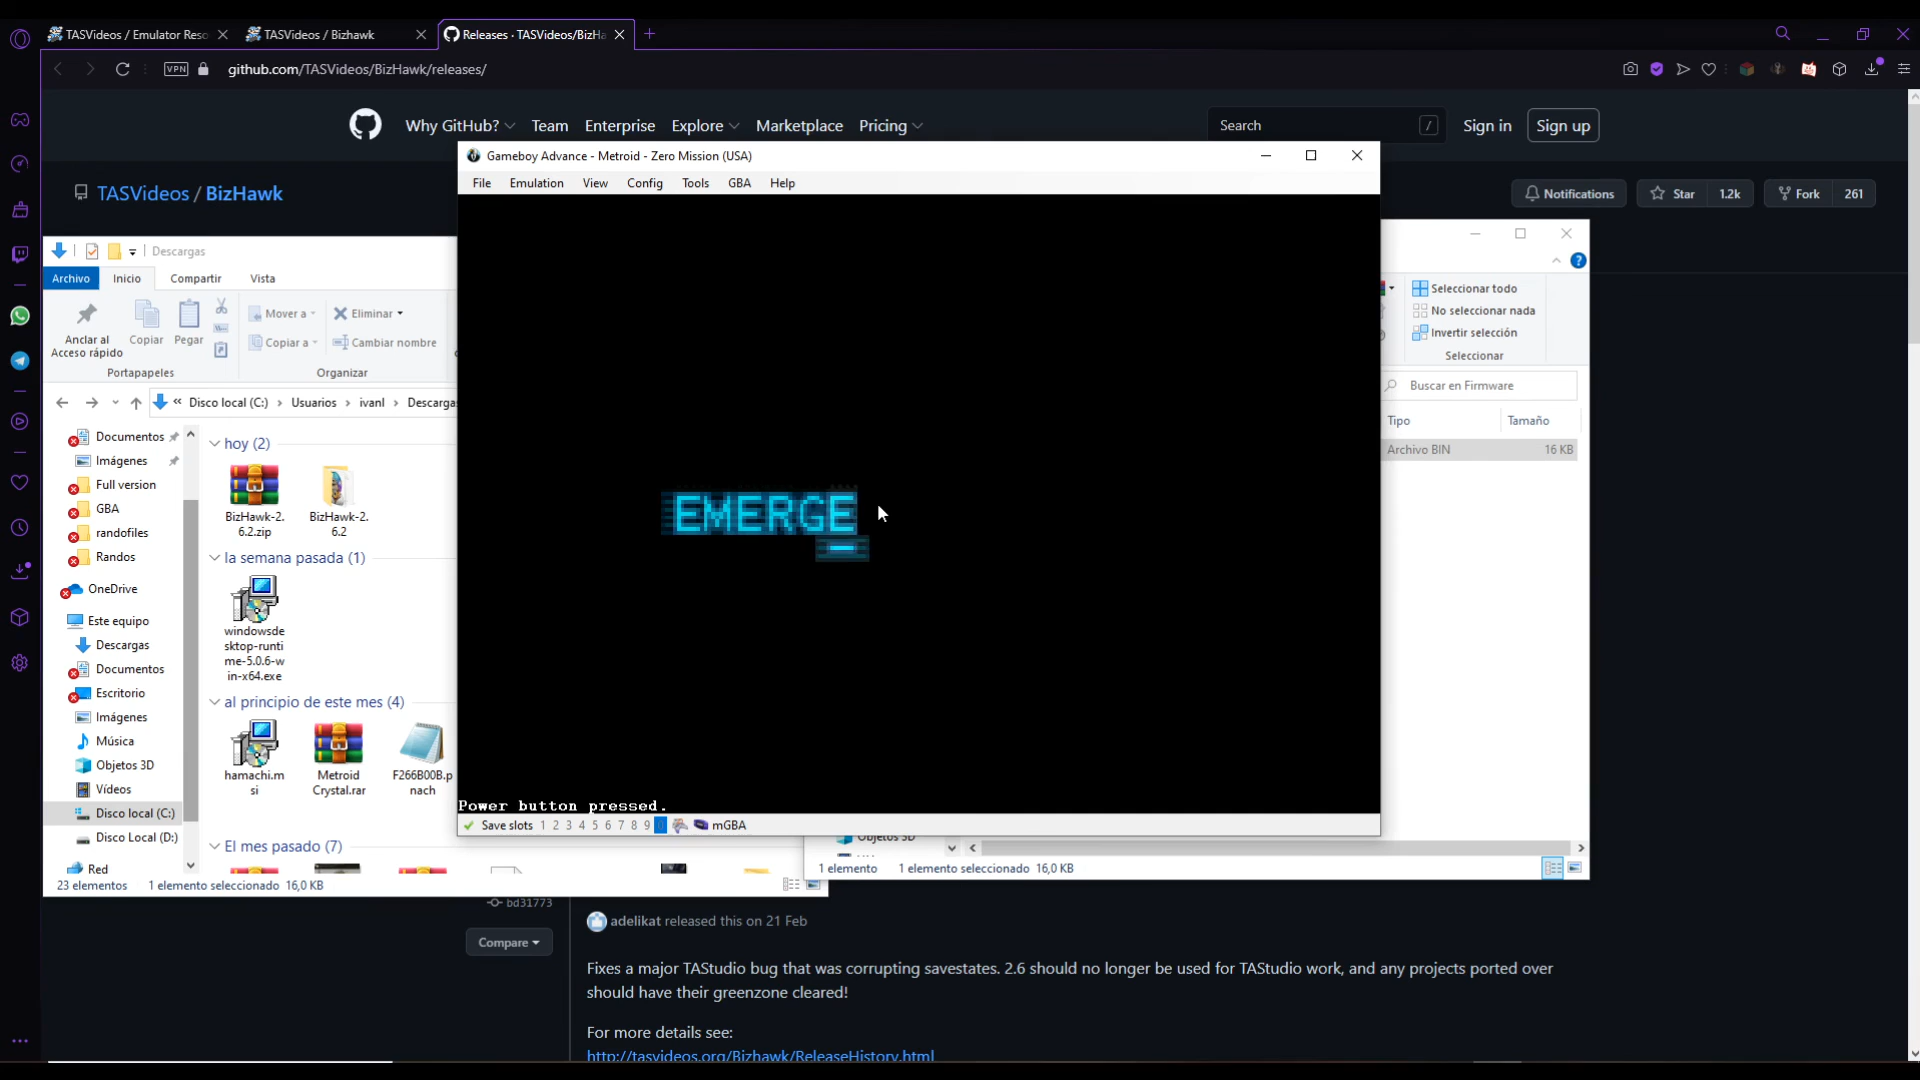 TASVideos / Emulator Reso
TASVideos / Bizhawk
Releases · TASVideos/BizHa
VPN
github.com/TASVideos/BizHawk/releases/
Why GitHub?
Team
Enterprise
Explore
Marketplace
Pricing
Search
/
Sign in
Sign up
TASVideos / BizHawk
Notifications
Star
1.2k
Fork
261
Gameboy Advance - Metroid - Zero Mission (USA)
File
Emulation
View
Config
Tools
GBA
Help
EMERGE
Power button pressed.
Save slots 1 2 3 4 5 6 7 8 9
mGBA
Descargas
Archivo
Inicio
Compartir
Vista
Anclar al
Acceso rápido
Copiar
Pegar
Portapapeles
Mover a
Copiar a
Eliminar
Cambiar nombre
Organizar
« Disco local (C:) › Usuarios › ivanl › Descarga
Documentos
Imágenes
Full version
GBA
randofiles
Randos
OneDrive
Este equipo
Descargas
Documentos
Escritorio
Imágenes
Música
Objetos 3D
Vídeos
Disco local (C:)
Disco Local (D:)
Red
hoy (2)
BizHawk-2.
6.2.zip
BizHawk-2.
6.2
la semana pasada (1)
windowsde
sktop-runti
me-5.0.6-w
in-x64.exe
al principio de este mes (4)
hamachi.m
si
Metroid
Crystal.rar
F266B00B.p
nach
El mes pasado (7)
23 elementos
1 elemento seleccionado 16,0 KB
Seleccionar todo
No seleccionar nada
Invertir selección
Seleccionar
Buscar en Firmware
Tipo
Tamaño
Archivo BIN
16 KB
Objetos 3D
1 elemento
1 elemento seleccionado 16,0 KB
bd31773
Compare
adelikat released this on 21 Feb
Fixes a major TAStudio bug that was corrupting savestates. 2.6 should no longer be used for TAStudio work, and any projects ported over
should have their greenzone cleared!
For more details see:
http://tasvideos.org/Bizhawk/ReleaseHistory.html